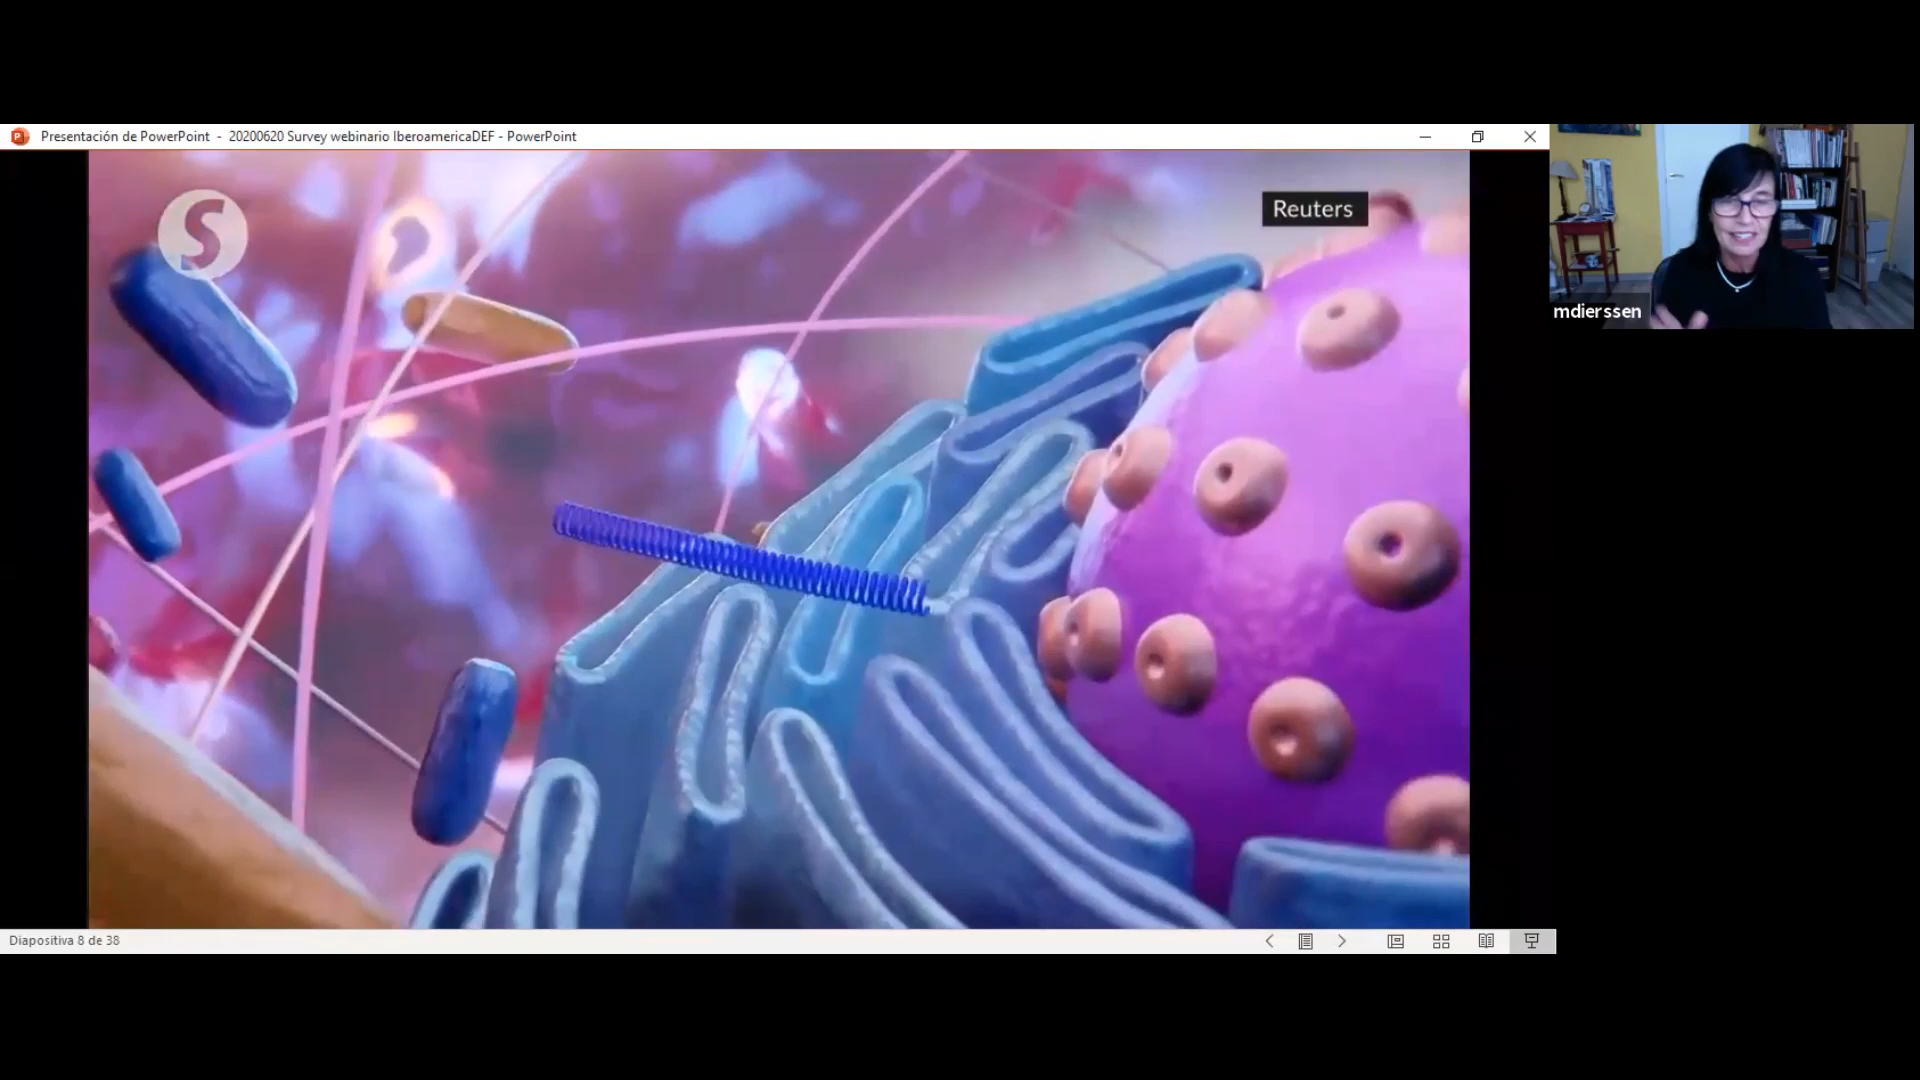 Presentación de PowerPoint - 20200620 Survey webinario IberoamericaDEF - PowerPoint
S
Reuters
mdierssen
Diapositiva 8 de 38